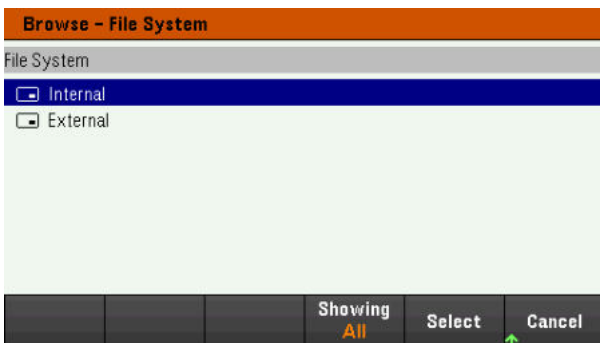 Browse - File System
File System
Internal
External
Showing
All
Select
Cancel